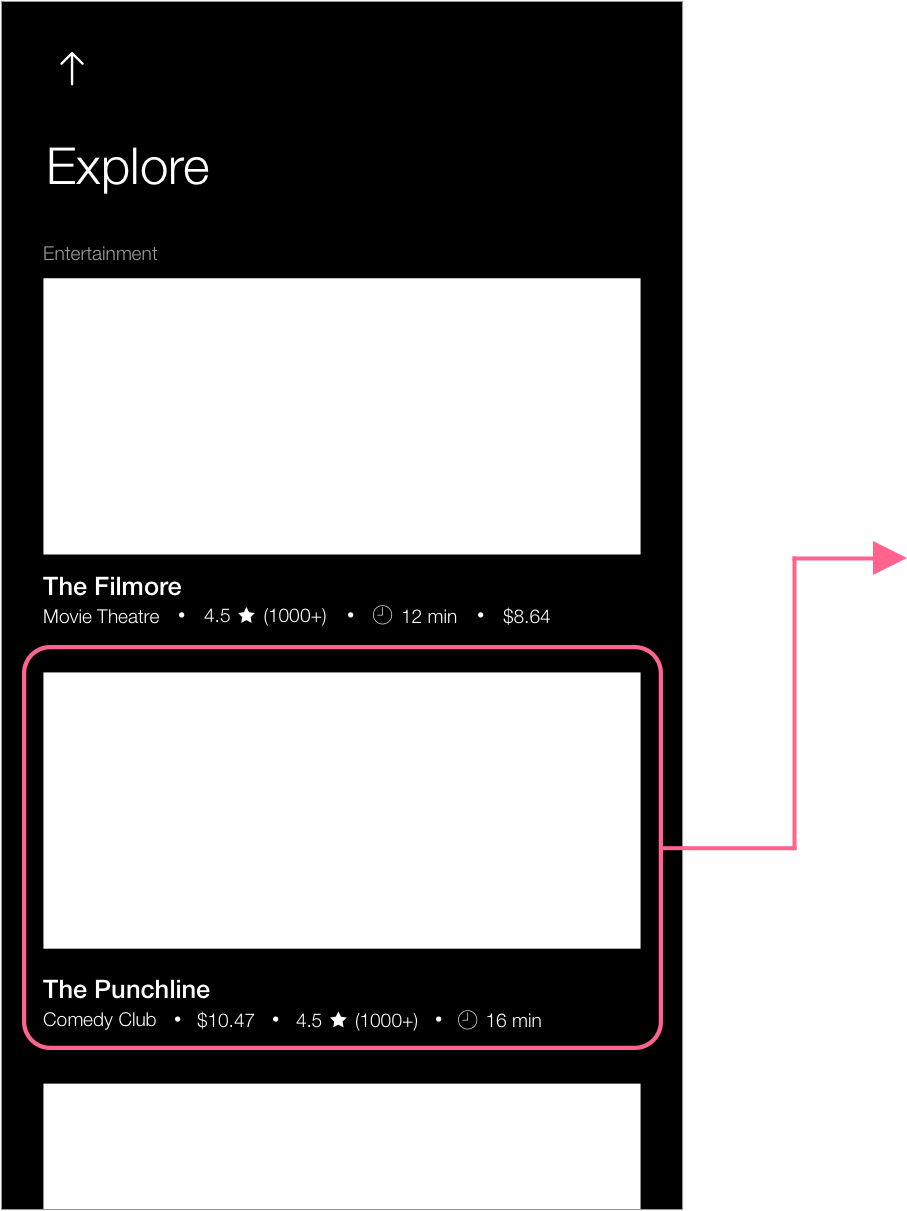 Explore
Entertainment
The Filmore
Movie Theatre • 4.5 ★ (1000+) • 12 min • $8.64
The Punchline
Comedy Club • $10.47 • 4.5 ★ (1000+) • 16 min